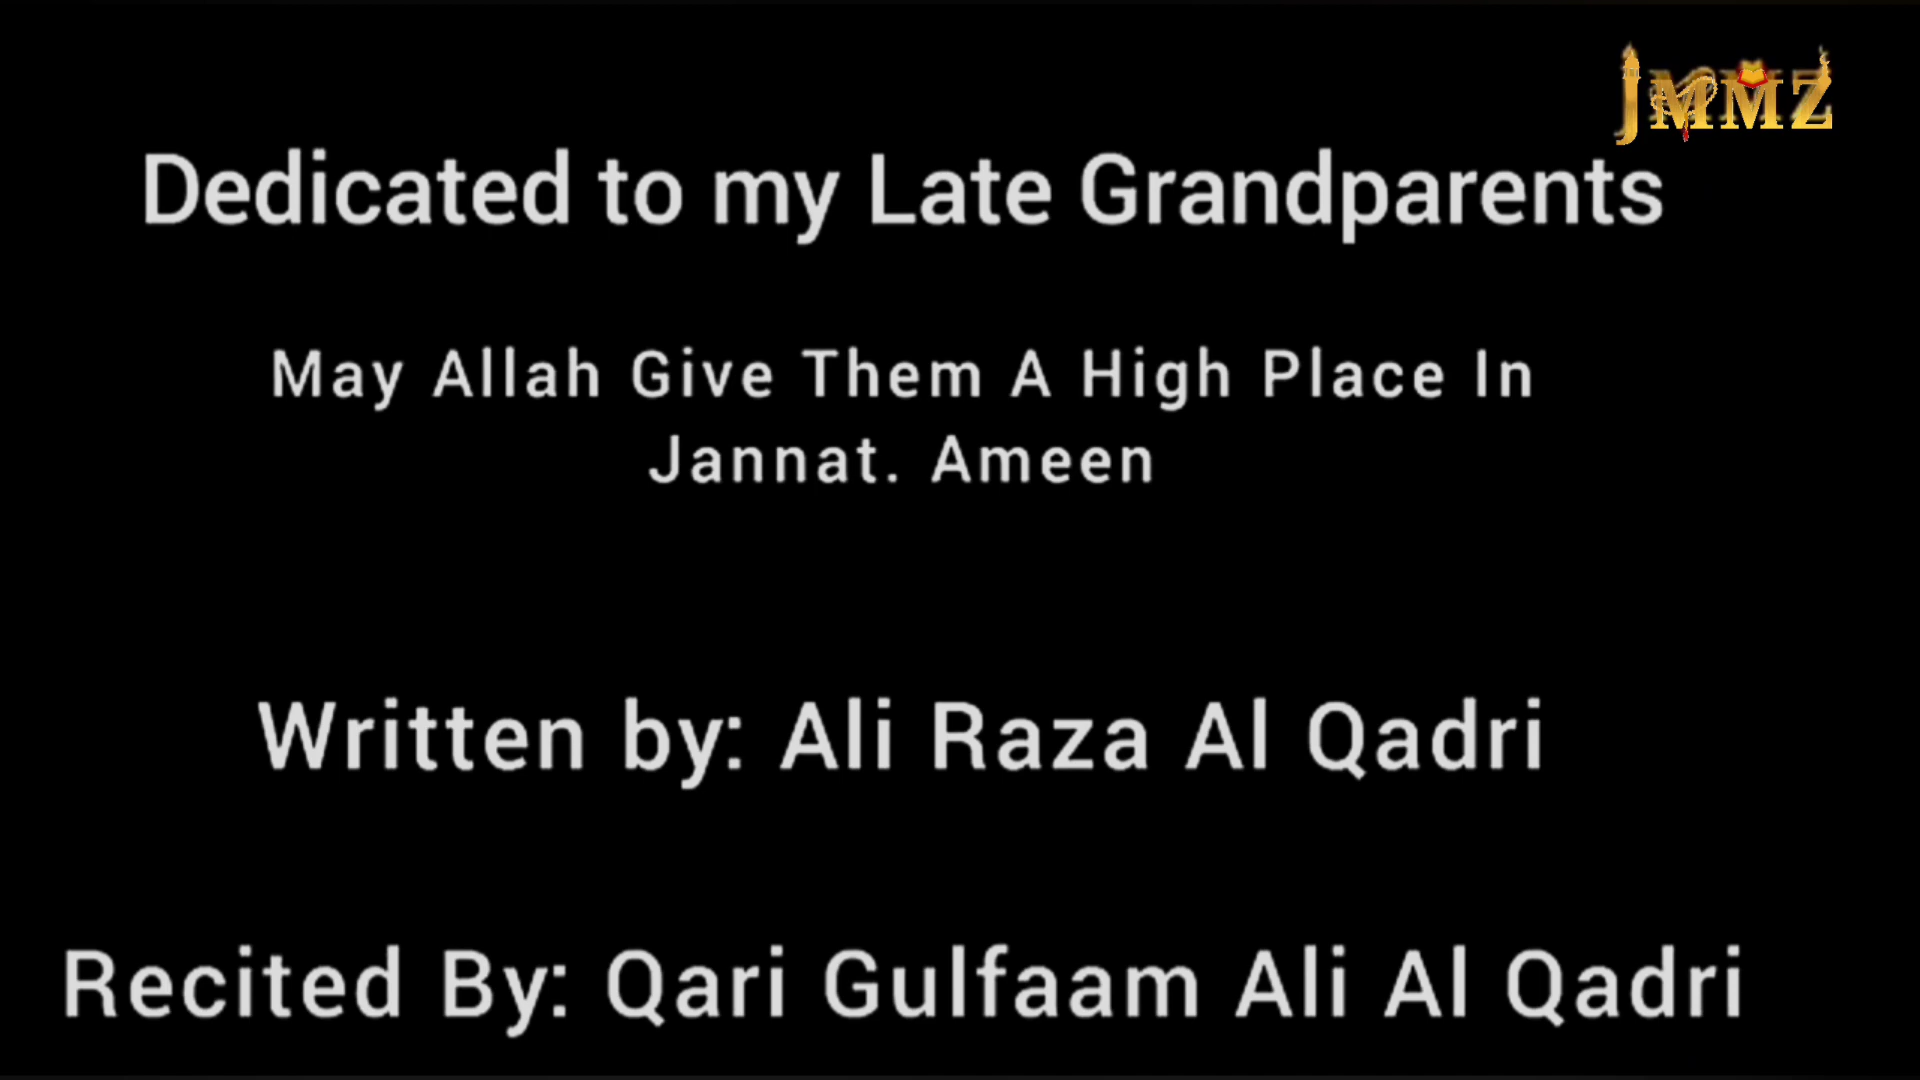 JMMZ
Dedicated to my Late Grandparents
May Allah Give Them A High Place In
Jannat. Ameen
Written by: Ali Raza Al Qadri
Recited By: Qari Gulfaam Ali Al Qadri